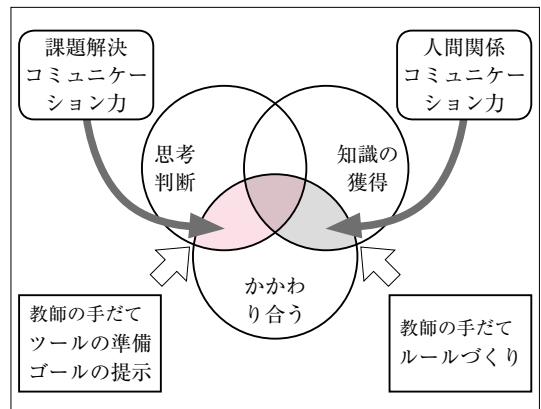 課題解決
コミュニケー
ション力
人間関係
コミュニケー
ション力
思考
判断
知識の
獲得
かかわ
り合う
教師の手だて
ツールの準備
ゴールの提示
教師の手だて
ルールづくり